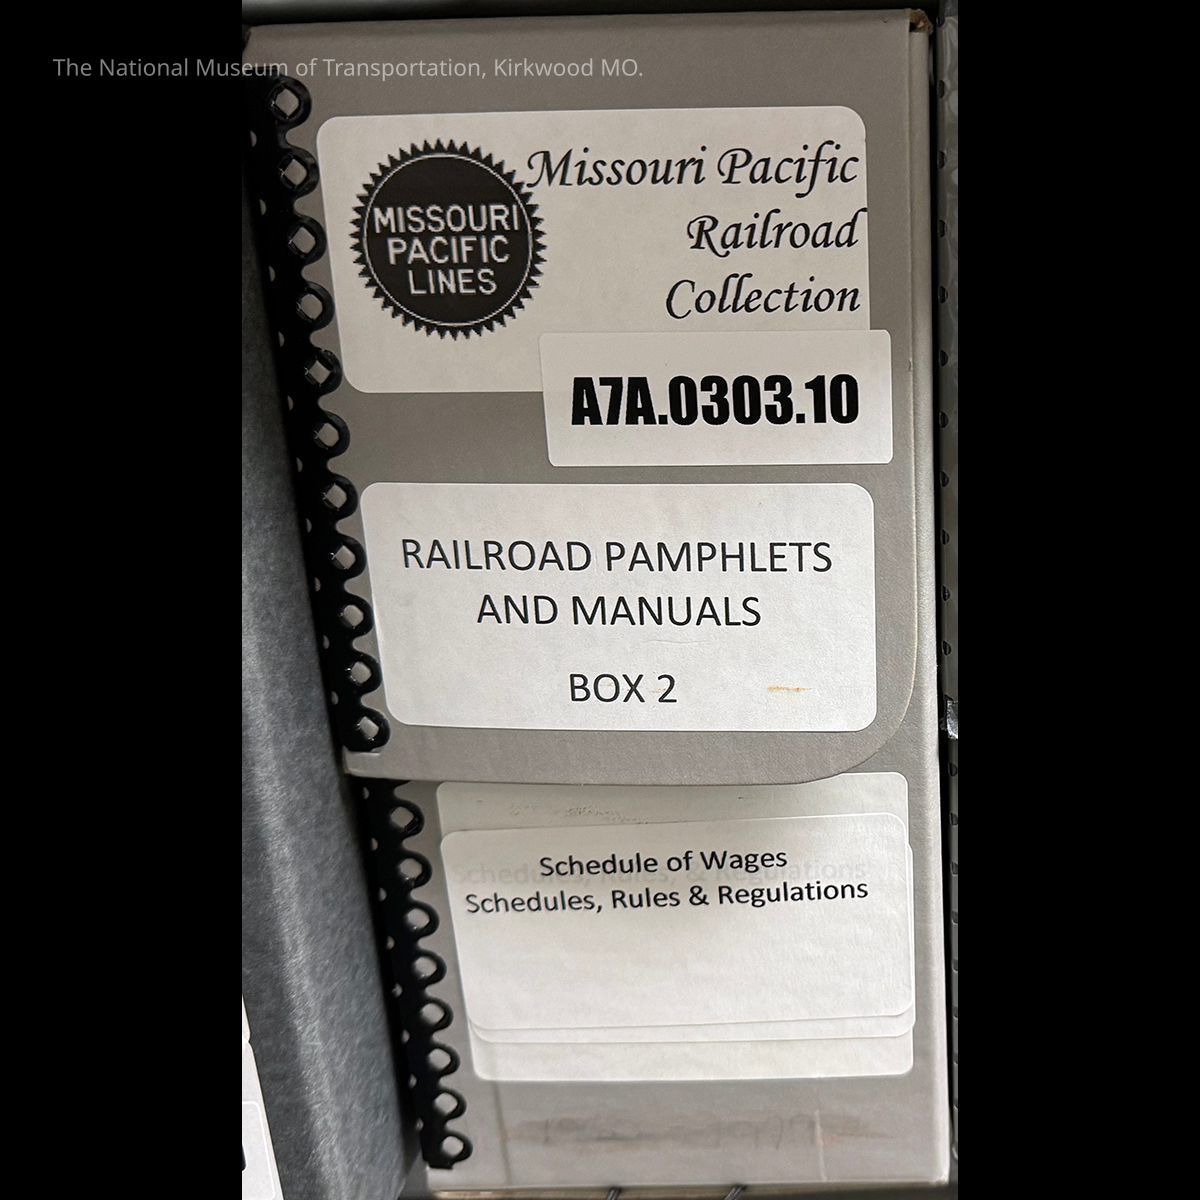 The National Museum of Transportation, Kirkwood MO.
MISSOURI
PACIFIC
LINES
Missouri Pacific
Railroad
Collection
A7A.0303.10
RAILROAD PAMPHLETS
AND MANUALS
BOX 2
Schedule of Wages
Schedules, Rules & Regulations